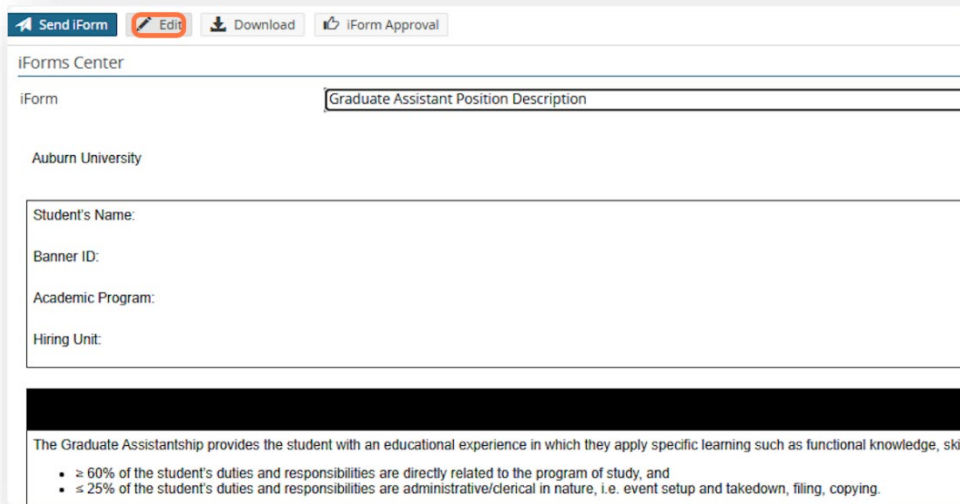 Send iForm Edit Download iForm Approval
iForms Center
iForm Graduate Assistant Position Description
Auburn University
Student's Name:
Banner ID:
Academic Program:
Hiring Unit:
The Graduate Assistantship provides the student with an educational experience in which they apply specific learning such as functional knowledge, ski
• ≥ 60% of the student's duties and responsibilities are directly related to the program of study, and
• ≤ 25% of the student's duties and responsibilities are administrative/clerical in nature, i.e. event setup and takedown, filing, copying.